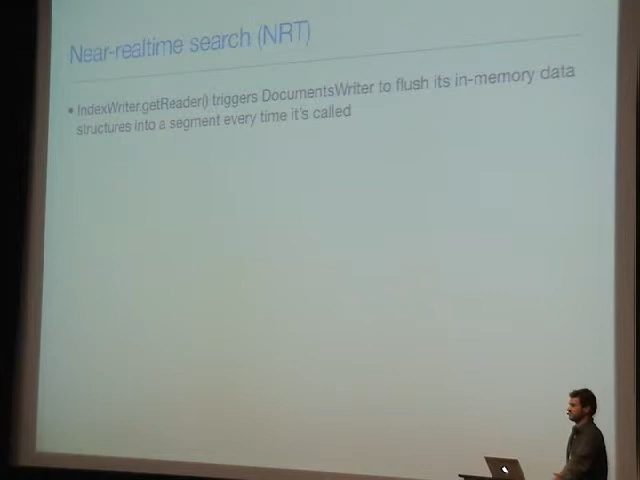 Near-realtime search (NRT)
• IndexWriter.getReader() triggers DocumentsWriter to flush its in-memory data
structures into a segment every time it's called